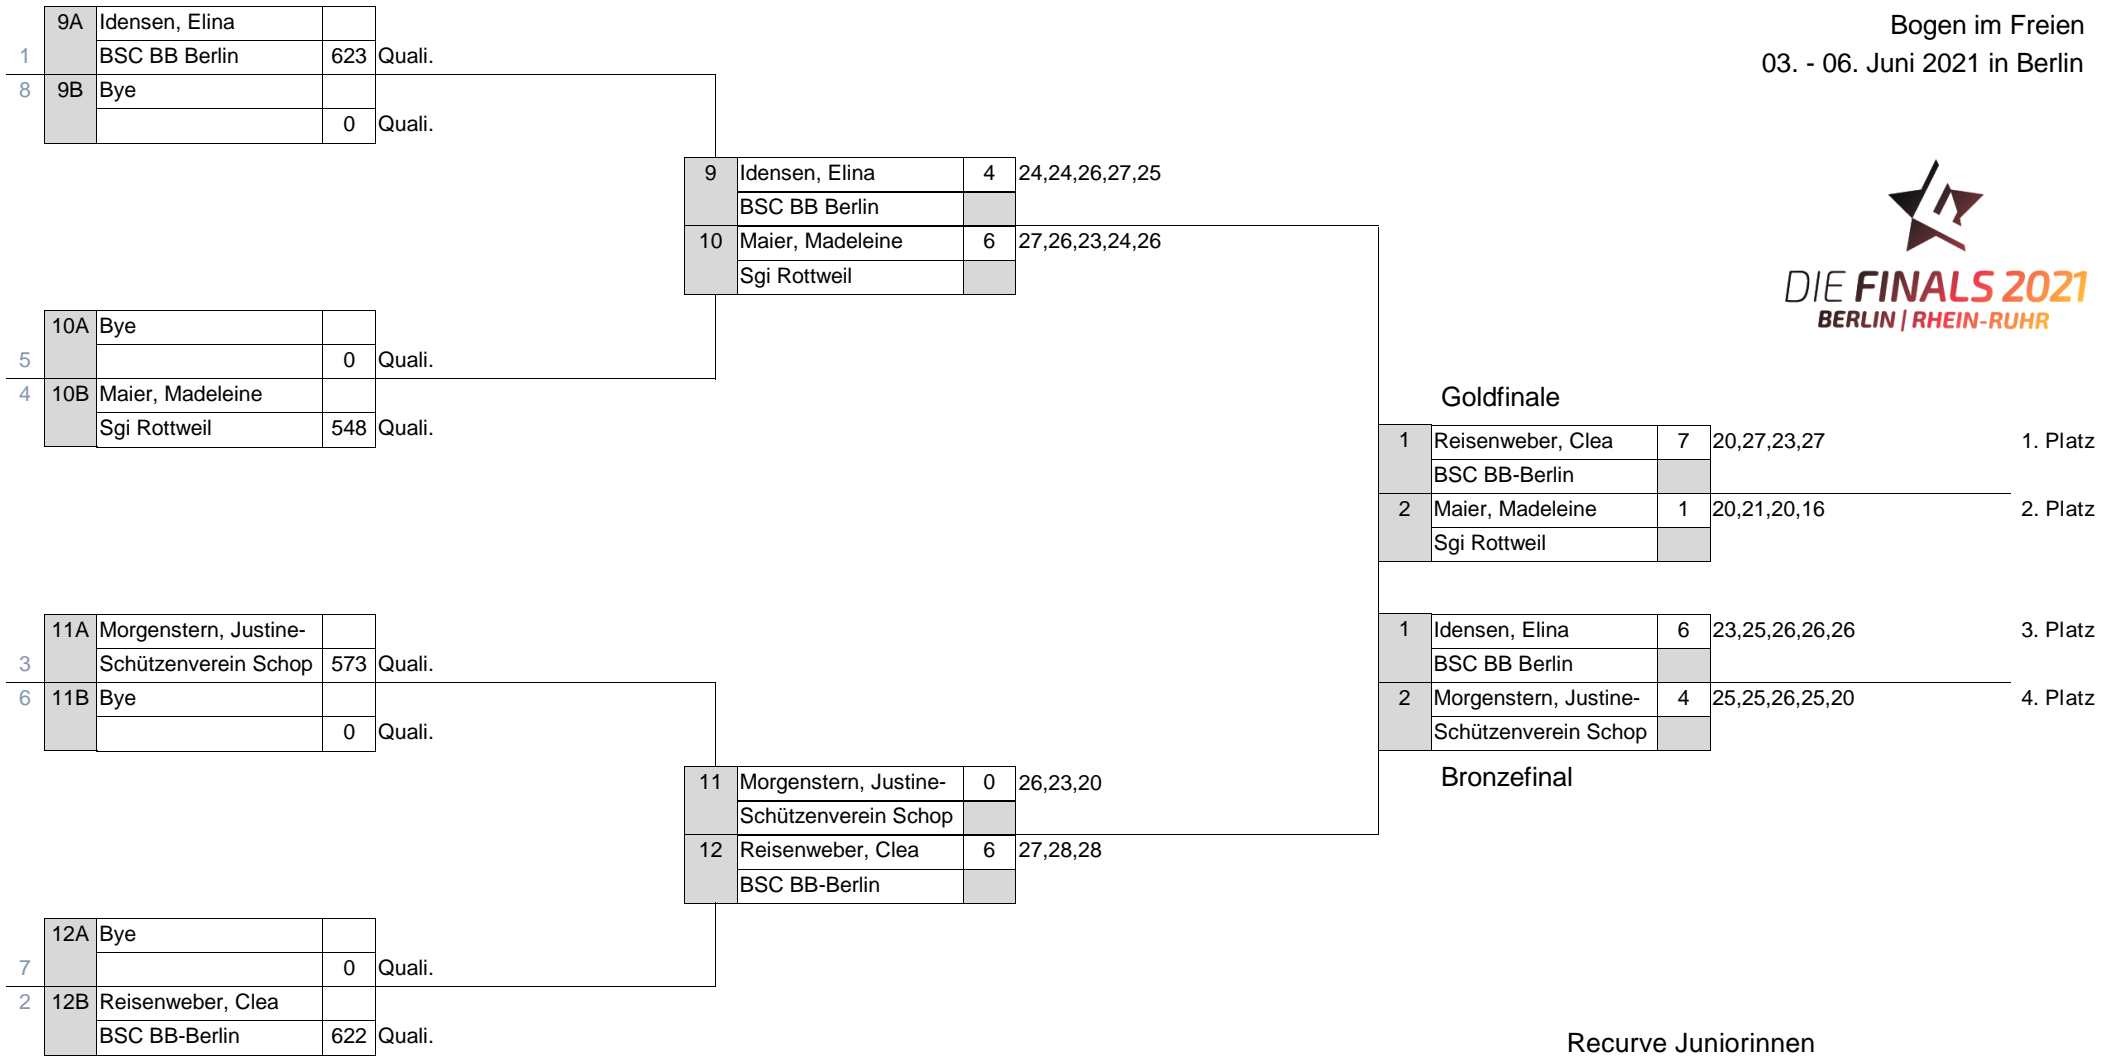 Bogen im Freien
03. - 06. Juni 2021 in Berlin
DIE FINALS 2021
BERLIN | RHEIN-RUHR
9A Idensen, Elina
1 BSC BB Berlin 623 Quali.
8 9B Bye
0 Quali.
10A Bye
5 0 Quali.
4 10B Maier, Madeleine
Sgi Rottweil 548 Quali.
11A Morgenstern, Justine-
3 Schützenverein Schop 573 Quali.
6 11B Bye
0 Quali.
12A Bye
7 0 Quali.
2 12B Reisenweber, Clea
BSC BB-Berlin 622 Quali.
9 Idensen, Elina 4 24,24,26,27,25
BSC BB Berlin
10 Maier, Madeleine 6 27,26,23,24,26
Sgi Rottweil
11 Morgenstern, Justine- 0 26,23,20
Schützenverein Schop
12 Reisenweber, Clea 6 27,28,28
BSC BB-Berlin
Goldfinale
1 Reisenweber, Clea 7 20,27,23,27 1. Platz
BSC BB-Berlin
2 Maier, Madeleine 1 20,21,20,16 2. Platz
Sgi Rottweil
1 Idensen, Elina 6 23,25,26,26,26 3. Platz
BSC BB Berlin
2 Morgenstern, Justine- 4 25,25,26,25,20 4. Platz
Schützenverein Schop
Bronzefinal
Recurve Juniorinnen